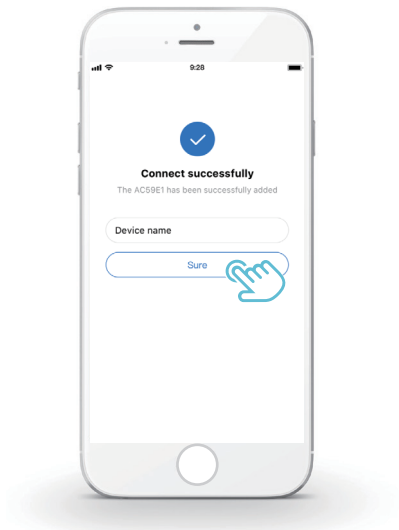 9:28
Connect successfully
The AC59E1 has been successfully added
Device name
Sure